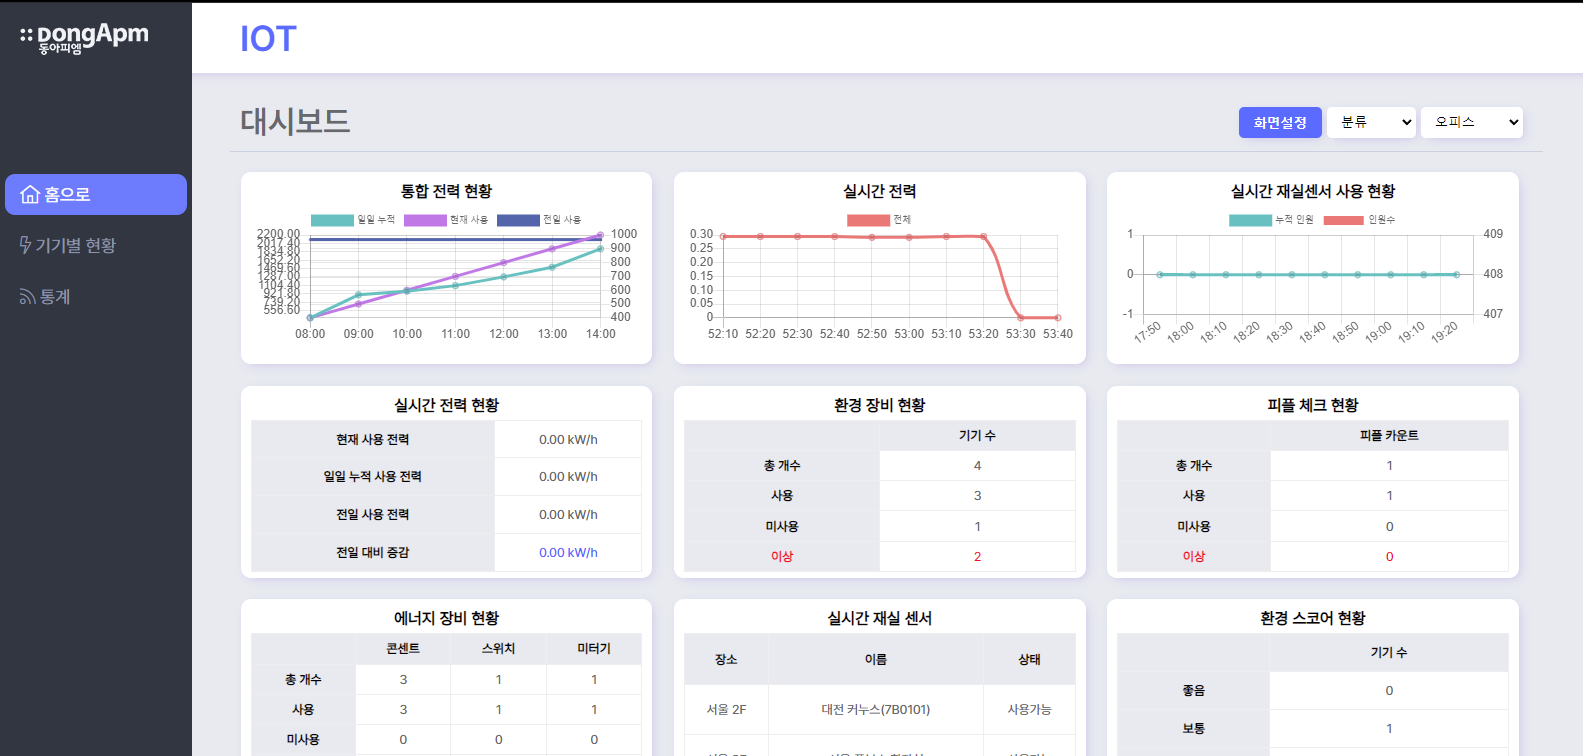 DongApm
동아피엠
IOT
홈으로
기기별 현황
통계
대시보드
화면설정 분류 오피스
통합 전력 현황
일일 누적 현재 사용 전일 사용
2200.00
2017.40
1834.80
1652.20
1469.60
1287.00
1104.40
921.80
739.20
556.60
1000
900
800
700
600
500
400
08:00 09:00 10:00 11:00 12:00 13:00 14:00
실시간 전력
전체
0.30
0.25
0.20
0.15
0.10
0.05
0
52:10 52:20 52:30 52:40 52:50 53:00 53:10 53:20 53:30 53:40
실시간 재실센서 사용 현황
누적 인원 인원수
1
0
-1
409
408
407
17:50 18:00 18:10 18:20 18:30 18:40 18:50 19:00 19:10 19:20
실시간 전력 현황
현재 사용 전력 0.00 kW/h
일일 누적 사용 전력 0.00 kW/h
전일 사용 전력 0.00 kW/h
전일 대비 증감 0.00 kW/h
환경 장비 현황
기기 수
총 개수 4
사용 3
미사용 1
이상 2
피플 체크 현황
피플 카운트
총 개수 1
사용 1
미사용 0
이상 0
에너지 장비 현황
콘센트 스위치 미터기
총 개수 3 1 1
사용 3 1 1
미사용 0 0 0
실시간 재실 센서
장소 이름 상태
서울 2F 대전 커누스(7B0101) 사용가능
환경 스코어 현황
기기 수
좋음 0
보통 1